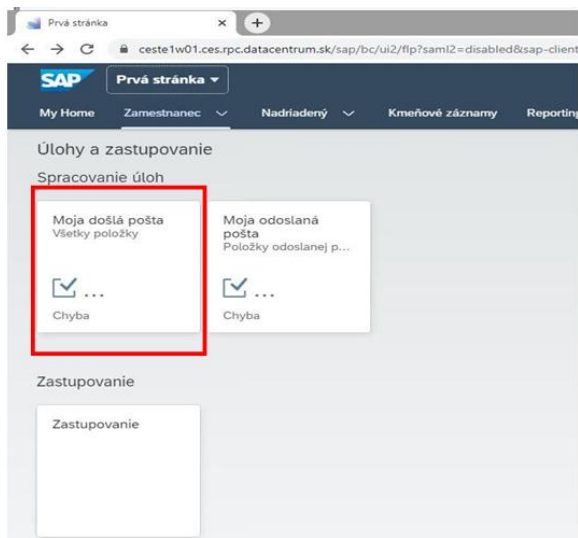 Prvá stránka
ceste1w01.ces.rpc.datacentrum.sk/sap/bc/ui2/flp?saml2=disabled&sap-client
SAP Prvá stránka
My Home Zamestnanec Nadriadený Kmeňové záznamy Reporting
Úlohy a zastupovanie
Spracovanie úloh
Moja došlá pošta
Všetky položky
...
Chyba
Moja odoslaná
pošta
Položky odoslanej p...
...
Chyba
Zastupovanie
Zastupovanie